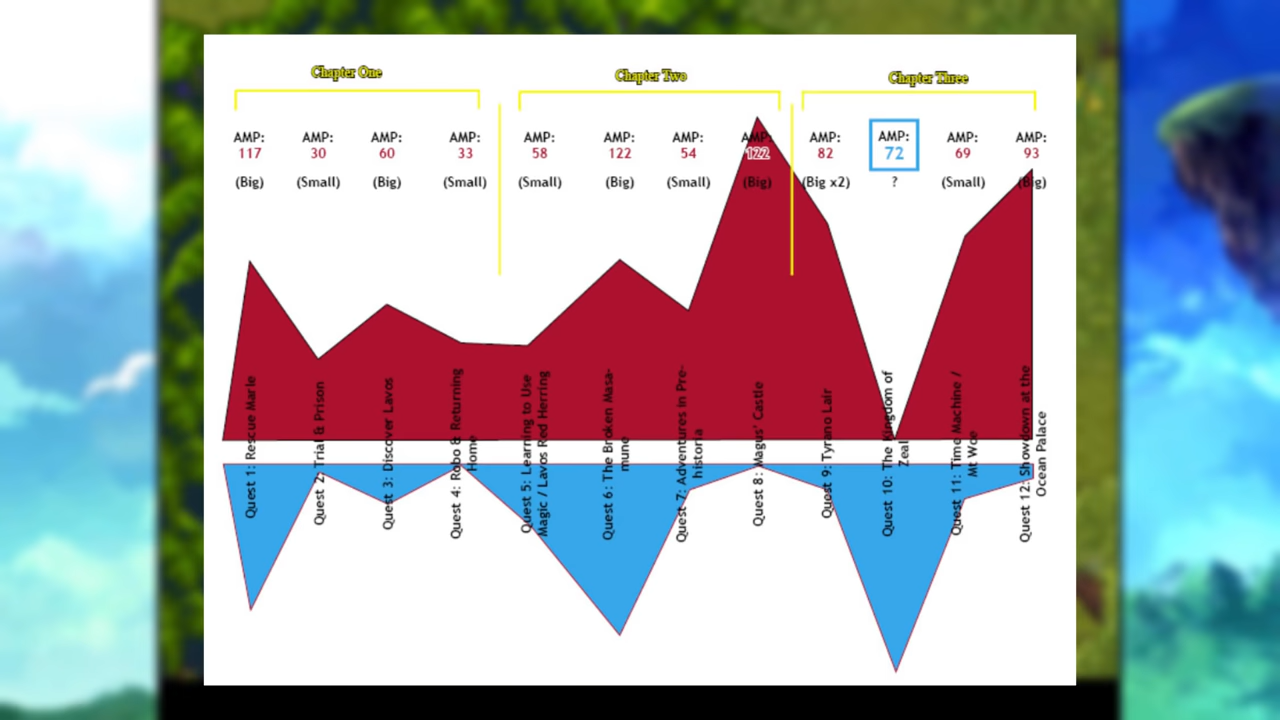 Chapter One
Chapter Two
Chapter Three
AMP:
117
(Big)
AMP:
30
(Small)
AMP:
60
(Big)
AMP:
33
(Small)
AMP:
58
(Small)
AMP:
122
(Big)
AMP:
54
(Small)
AMP:
122
(Big)
AMP:
82
(Big x2)
AMP:
72
?
AMP:
69
(Small)
AMP:
93
(Big)
Quest 1: Rescue Marle
Quest 2: Trial & Prison
Quest 3: Discover Lavos
Quest 4: Robo & Returning
Home
Quest 5: Learning to Use
Magic / Lavos Red Herring
Quest 6: The Broken Masa-
mune
Quest 7: Adventures in Pre-
historia
Quest 8: Magus' Castle
Quest 9: Tyrano Lair
Quest 10: The Kingdom of
Zeal
Quest 11: Time Machine /
Mt Woe
Quest 12: Showdown at the
Ocean Palace